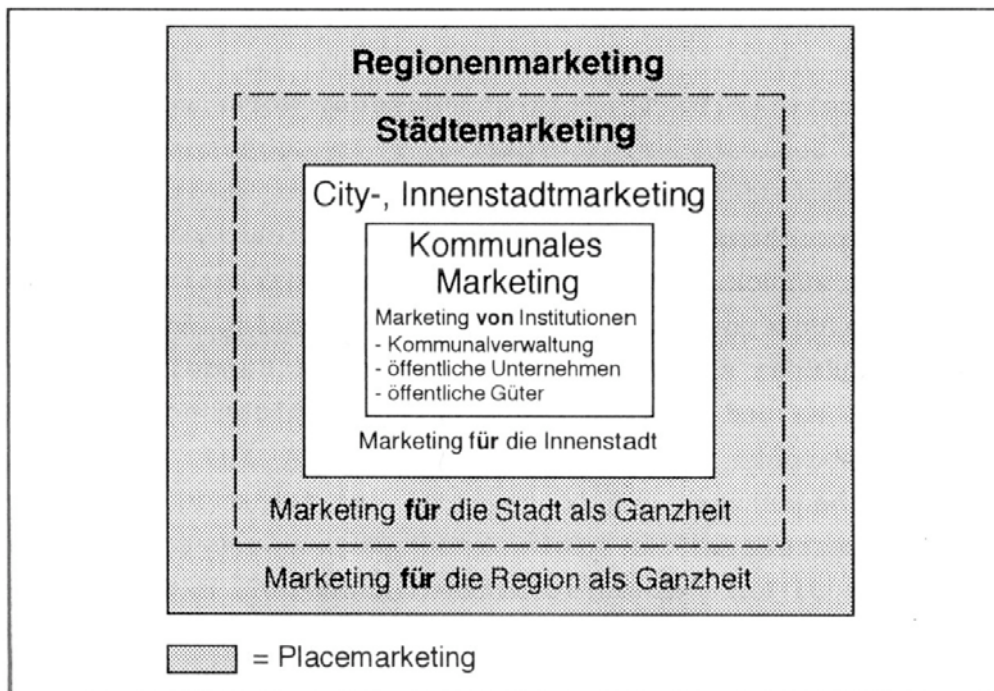 Regionenmarketing
Städtemarketing
City-, Innenstadtmarketing
Kommunales
Marketing
Marketing von Institutionen
- Kommunalverwaltung
- öffentliche Unternehmen
- öffentliche Güter
Marketing für die Innenstadt
Marketing für die Stadt als Ganzheit
Marketing für die Region als Ganzheit
= Placemarketing